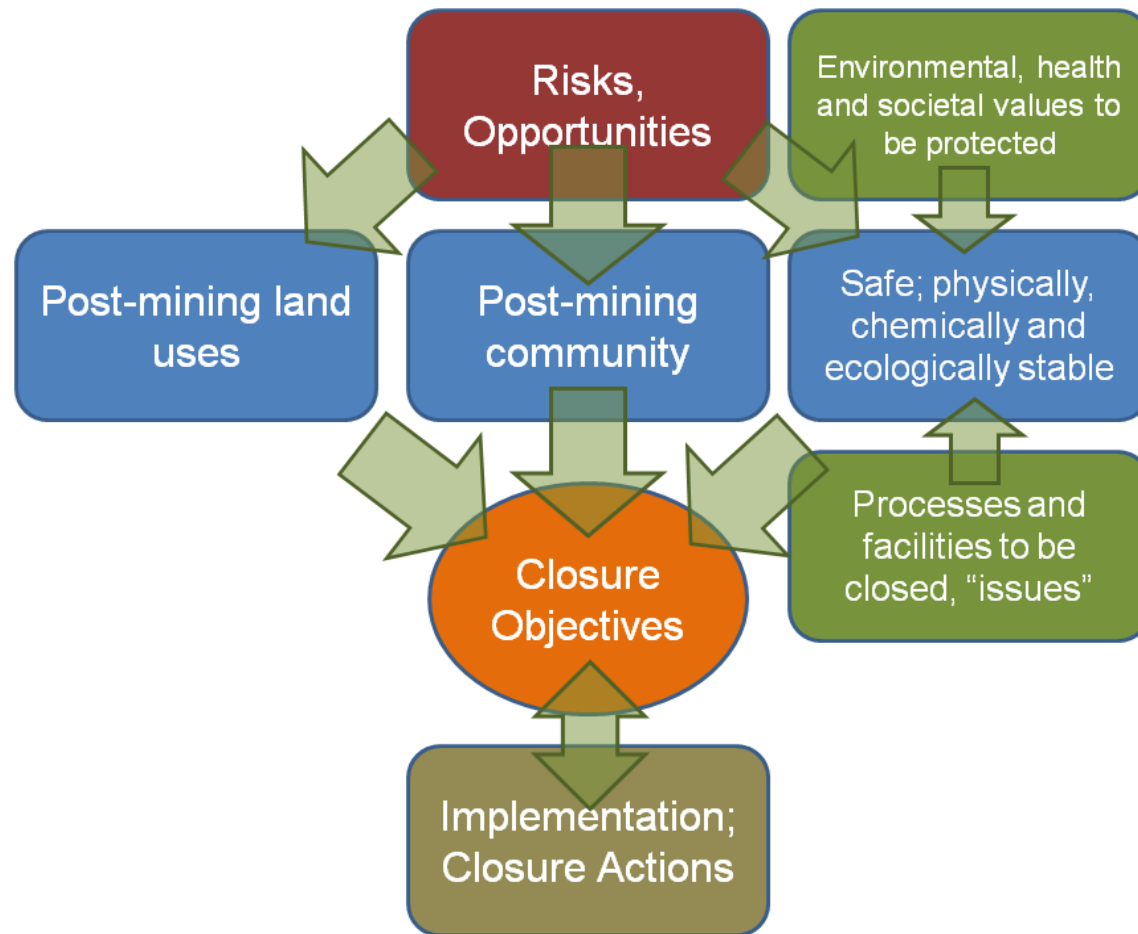 Risks,
Opportunities
Environmental, health
and societal values to
be protected
Post-mining land
uses
Post-mining
community
Safe; physically,
chemically and
ecologically stable
Closure
Objectives
Processes and
facilities to be
closed, “issues”
Implementation;
Closure Actions